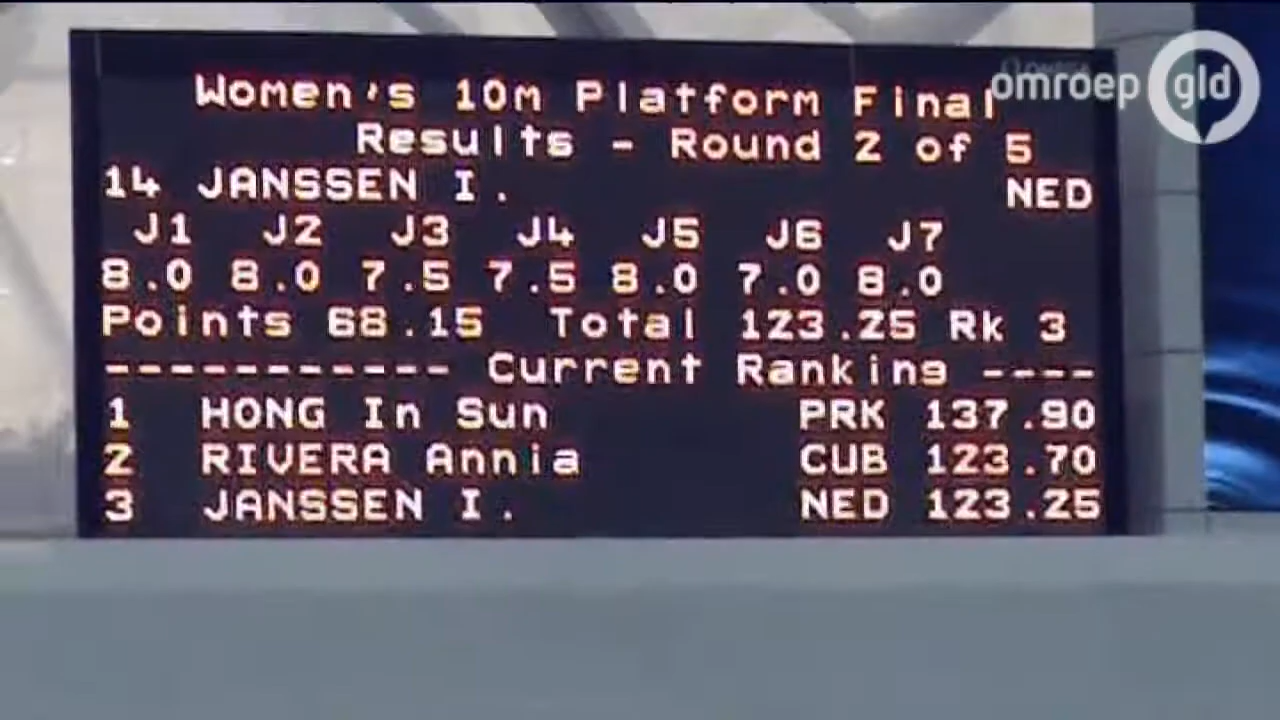 omroep gld
Women's 10m Platform Final
Results - Round 2 of 5
14 JANSSEN I. NED
J1 J2 J3 J4 J5 J6 J7
8.0 8.0 7.5 7.5 8.0 7.0 8.0
Points 68.15 Total 123.25 Rk 3
----------- Current Ranking ----
1 HONG In Sun PRK 137.90
2 RIVERA Annia CUB 123.70
3 JANSSEN I. NED 123.25